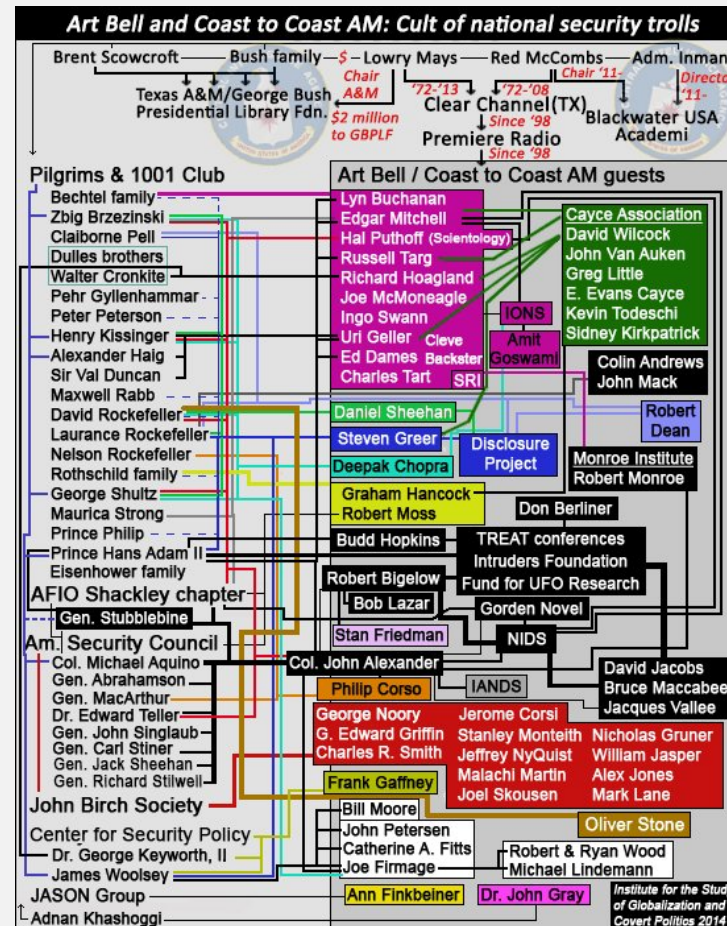 Art Bell and Coast to Coast AM: Cult of national security trolls
Brent Scowcroft Bush family $ Lowry Mays Red McCombs Adm. Inman
Chair A&M
'72-'13 '72-'08
Chair '11-
Director '11-
Texas A&M/George Bush
Presidential Library Fdn.
$2 million to GBPLF
Clear Channel (TX)
Since '98
Premiere Radio
Since '98
Blackwater USA
Academi
Pilgrims & 1001 Club
Bechtel family
Zbig Brzezinski
Claiborne Pell
Dulles brothers
Walter Cronkite
Pehr Gyllenhammar
Peter Peterson
Henry Kissinger
Alexander Haig
Sir Val Duncan
Maxwell Rabb
David Rockefeller
Laurance Rockefeller
Nelson Rockefeller
Rothschild family
George Shultz
Maurica Strong
Prince Philip
Prince Hans Adam II
Eisenhower family
AFIO Shackley chapter
Gen. Stubblebine
Am. Security Council
Col. Michael Aquino
Gen. Abrahamson
Gen. MacArthur
Dr. Edward Teller
Gen. John Singlaub
Gen. Carl Stiner
Gen. Jack Sheehan
Gen. Richard Stilwell
John Birch Society
Center for Security Policy
Dr. George Keyworth, II
James Woolsey
JASON Group
Adnan Khashoggi
Art Bell / Coast to Coast AM guests
Lyn Buchanan
Edgar Mitchell
Hal Puthoff (Scientology)
Russell Targ
Richard Hoagland
Joe McMoneagle
Ingo Swann
Uri Geller
Cleve Backster
Ed Dames
Charles Tart
SRI
IONS
Amit Goswami
Cayce Association
David Wilcock
John Van Auken
Greg Little
E. Evans Cayce
Kevin Todeschi
Sidney Kirkpatrick
Colin Andrews
John Mack
Daniel Sheehan
Steven Greer
Disclosure Project
Robert Dean
Deepak Chopra
Monroe Institute
Robert Monroe
Graham Hancock
Robert Moss
Don Berliner
Budd Hopkins
TREAT conferences
Intruders Foundation
Fund for UFO Research
Robert Bigelow
Bob Lazar
Gorden Novel
Stan Friedman
NIDS
Col. John Alexander
David Jacobs
Bruce Maccabee
Jacques Vallee
Philip Corso
IANDS
George Noory
G. Edward Griffin
Charles R. Smith
Jerome Corsi
Stanley Monteith
Jeffrey NyQuist
Malachi Martin
Joel Skousen
Nicholas Gruner
William Jasper
Alex Jones
Mark Lane
Frank Gaffney
Oliver Stone
Bill Moore
John Petersen
Catherine A. Fitts
Joe Firmage
Robert & Ryan Wood
Michael Lindemann
Ann Finkbeiner
Dr. John Gray
Institute for the Stud
of Globalization and
Covert Politics 2014